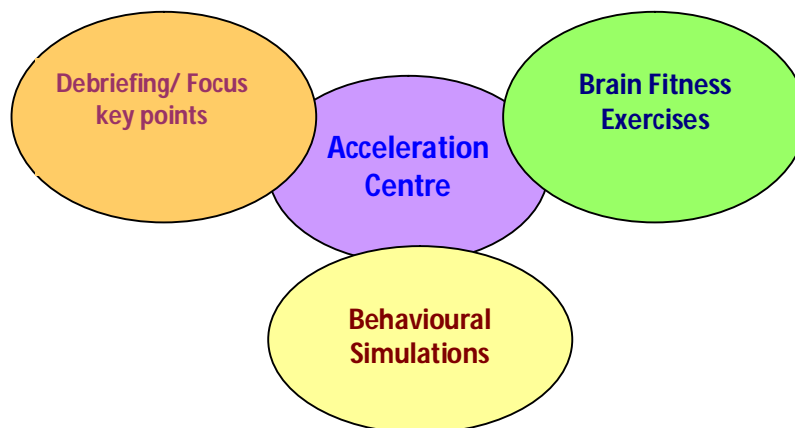 Debriefing/ Focus
key points
Acceleration
Centre
Brain Fitness
Exercises
Behavioural
Simulations